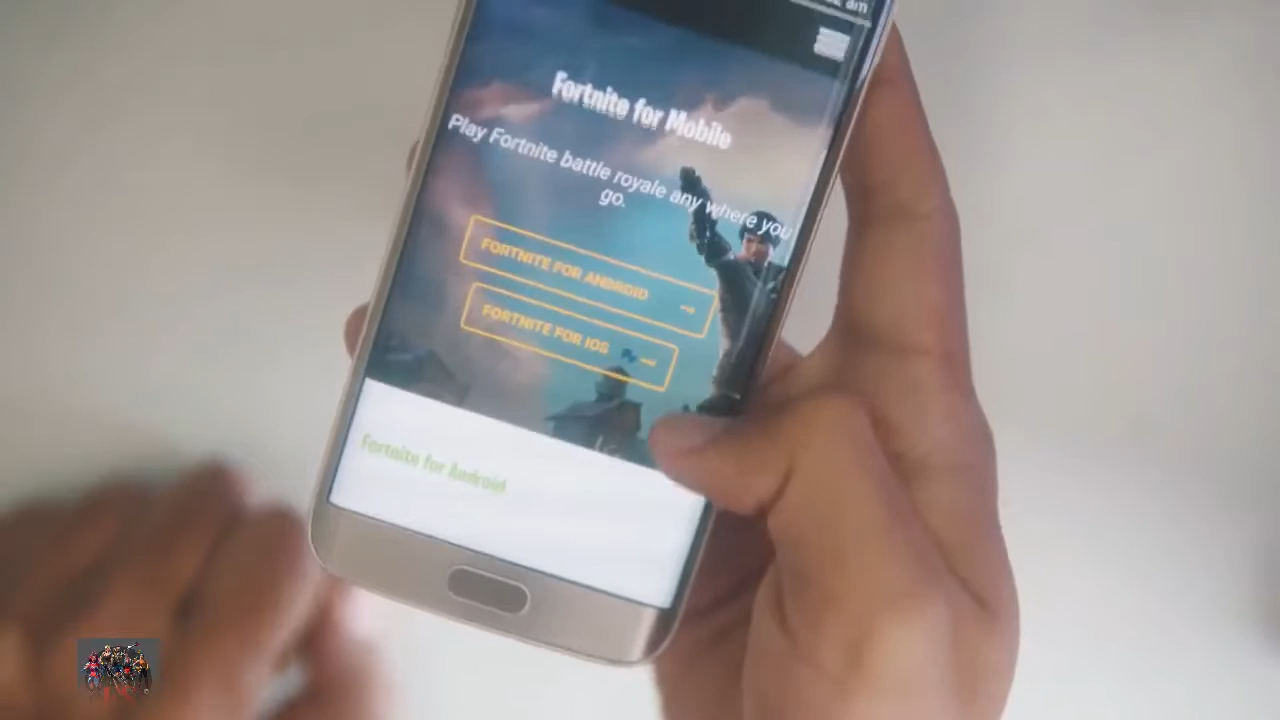 am
Fortnite for Mobile
Play Fortnite battle royale any where you
go.
FORTNITE FOR ANDROID
FORTNITE FOR IOS
Fortnite for Android